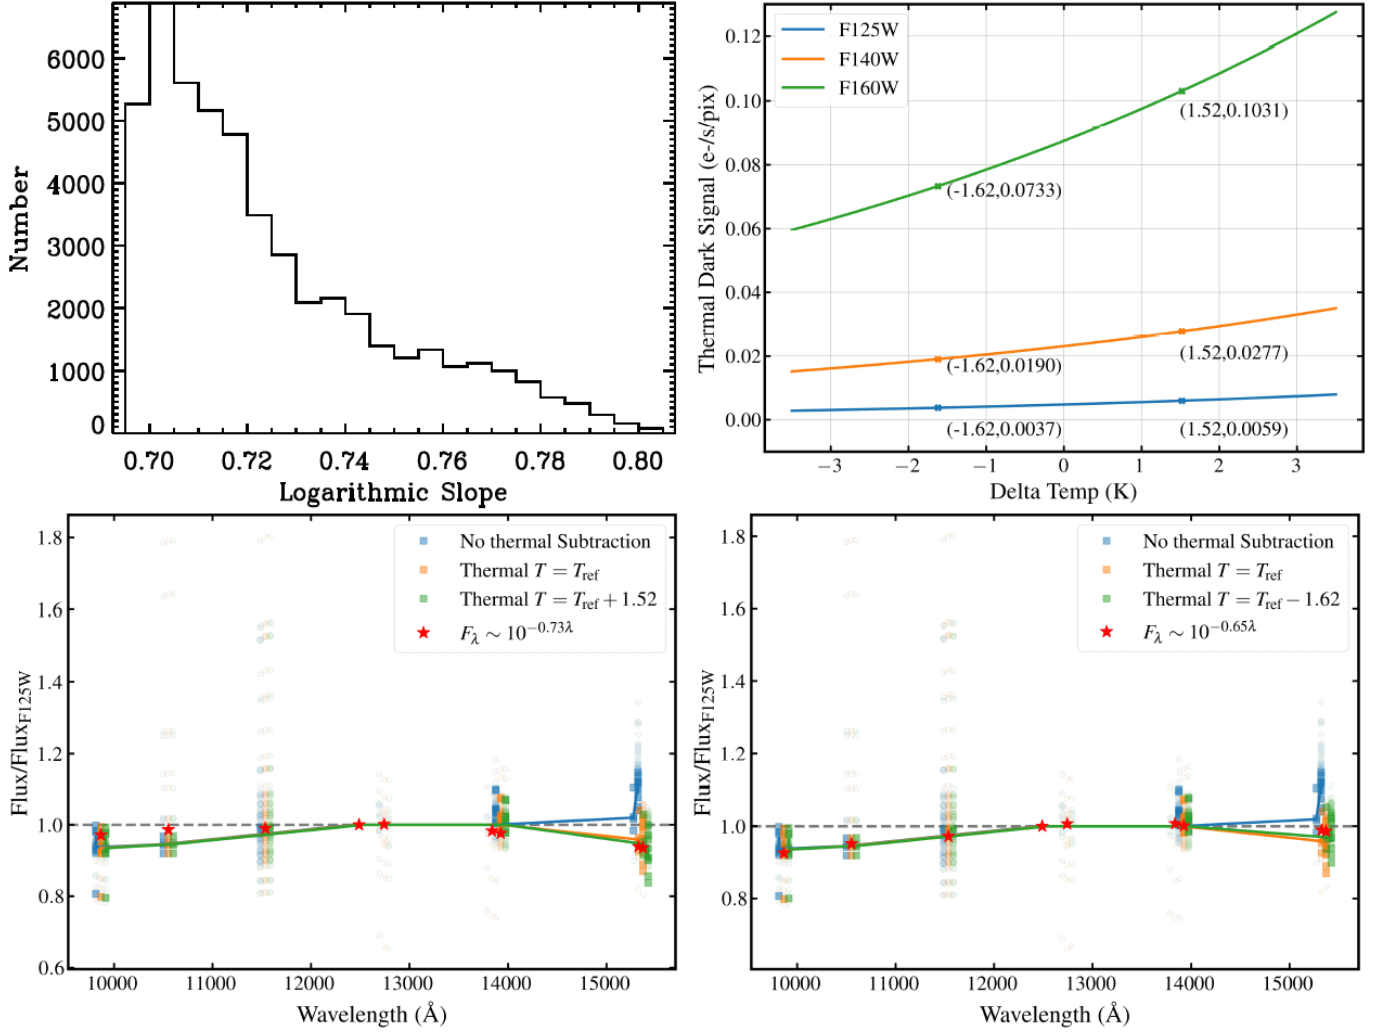 6000
5000
4000
3000
2000
1000
0
Number
0.70 0.72 0.74 0.76 0.78 0.80
Logarithmic Slope
F125W
F140W
F160W
0.12
0.10
0.08
0.06
0.04
0.02
0.00
Thermal Dark Signal (e-/s/pix)
(1.52,0.1031)
(-1.62,0.0733)
(1.52,0.0277)
(-1.62,0.0190)
(1.52,0.0059)
(-1.62,0.0037)
−3 −2 −1 0 1 2 3
Delta Temp (K)
No thermal Subtraction
Thermal T = T_ref
Thermal T = T_ref + 1.52
F_λ ∼ 10^{−0.73λ}
1.8
1.6
1.4
1.2
1.0
0.8
0.6
Flux/Flux_F125W
10000 11000 12000 13000 14000 15000
Wavelength (Å)
No thermal Subtraction
Thermal T = T_ref
Thermal T = T_ref − 1.62
F_λ ∼ 10^{−0.65λ}
1.8
1.6
1.4
1.2
1.0
0.8
Flux/Flux_F125W
10000 11000 12000 13000 14000 15000
Wavelength (Å)